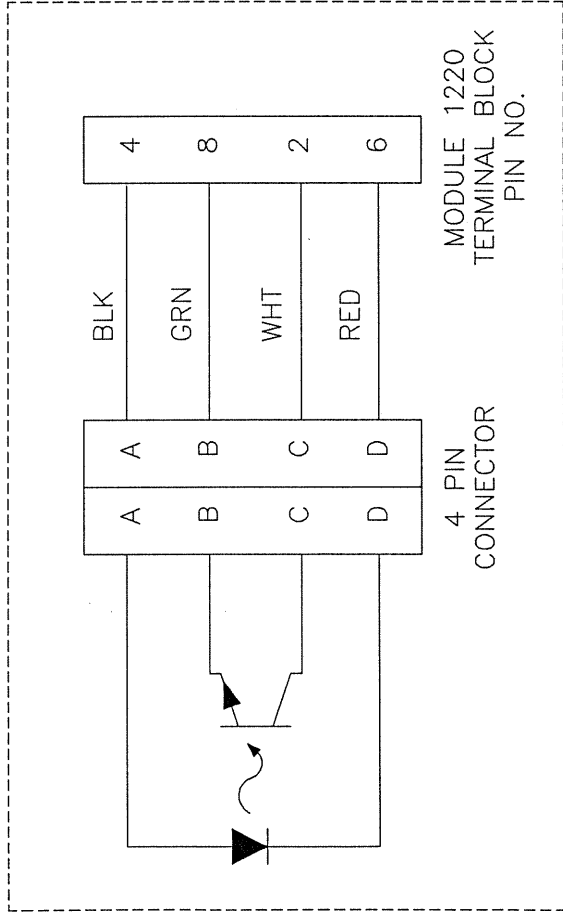 BLK
GRN
WHT
RED
A A 4
B B 8
C C 2
D D 6
4 PIN
CONNECTOR
MODULE 1220
TERMINAL BLOCK
PIN NO.